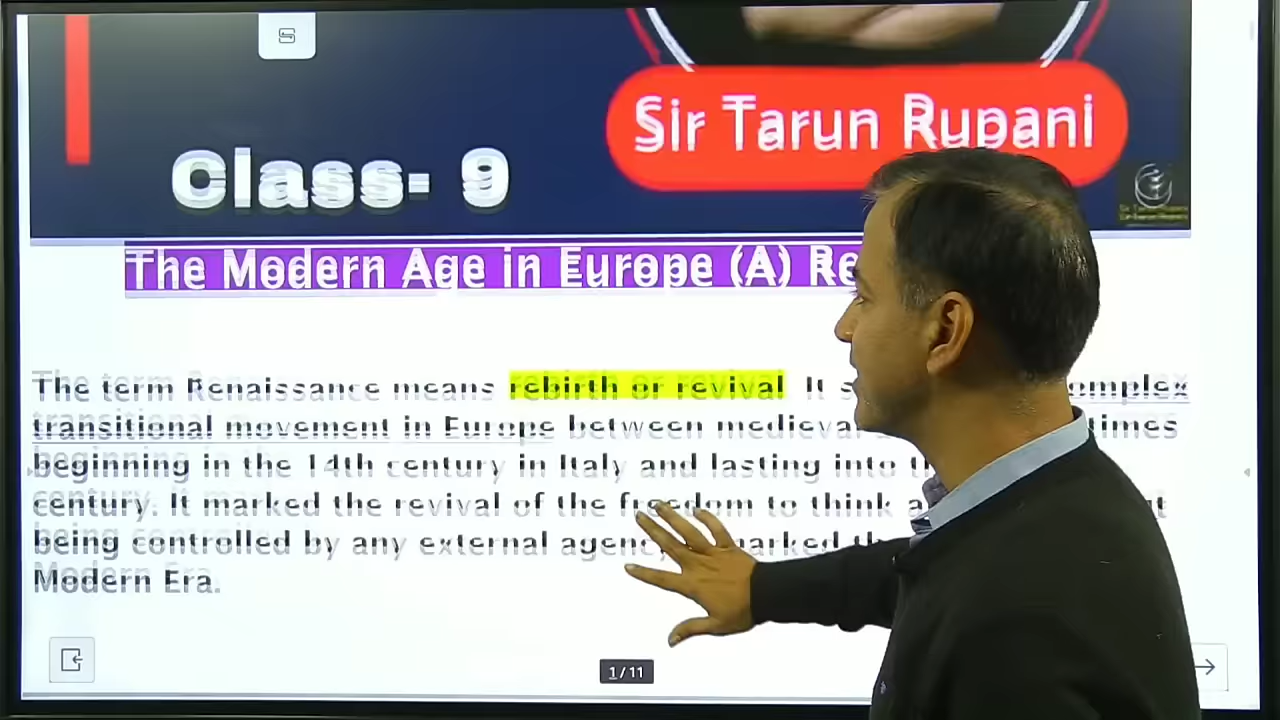 Sir Tarun Rupani
Class- 9
The Modern Age in Europe (A) Re
The term Renaissance means rebirth or revival It s omplex
transitional movement in Europe between medieval times
beginning in the 14th century in Italy and lasting into
century. It marked the revival of the freedom to think
being controlled by any external agency marked
Modern Era.
1/11